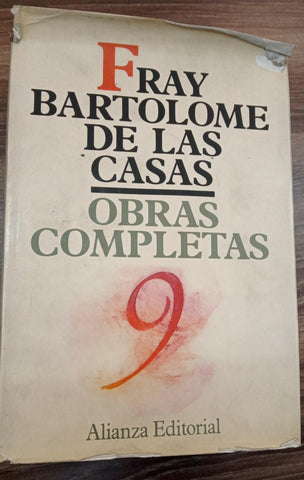 FRAY
BARTOLOME
DE LAS
CASAS
OBRAS
COMPLETAS
9
Alianza Editorial